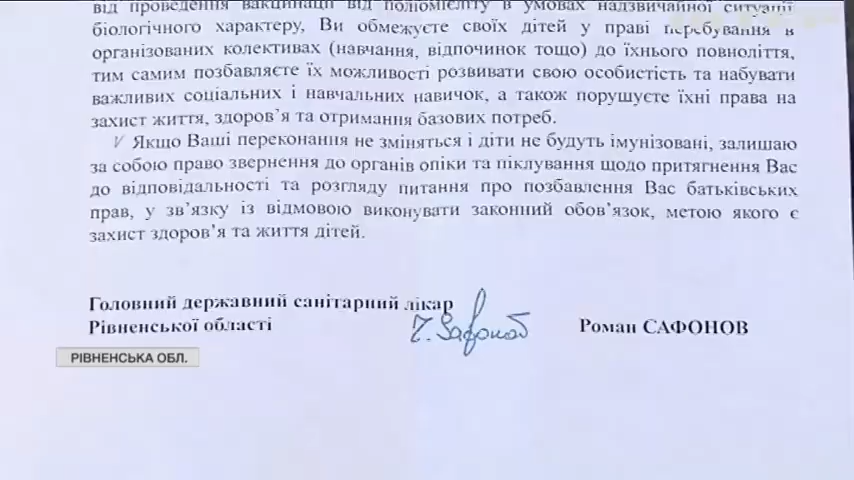 від проведення вакцинації від поліомієліту в умовах надзвичайної ситуації
біологічного характеру, Ви обмежуєте своїх дітей у праві перебування в
організованих колективах (навчання, відпочинок тощо) до їхнього повноліття,
тим самим позбавляєте їх можливості розвивати свою особистість та набувати
важливих соціальних і навчальних навичок, а також порушуєте їхні права на
захист життя, здоров’я та отримання базових потреб.
Якщо Ваші переконання не зміняться і діти не будуть імунізовані, залишаю
за собою право звернення до органів опіки та піклування щодо притягнення Вас
до відповідальності та розгляду питання про позбавлення Вас батьківських
прав, у зв’язку із відмовою виконувати законний обов’язок, метою якого є
захист здоров’я та життя дітей.
Головний державний санітарний лікар
Рівненської області
Роман САФОНОВ
РІВНЕНСЬКА ОБЛ.